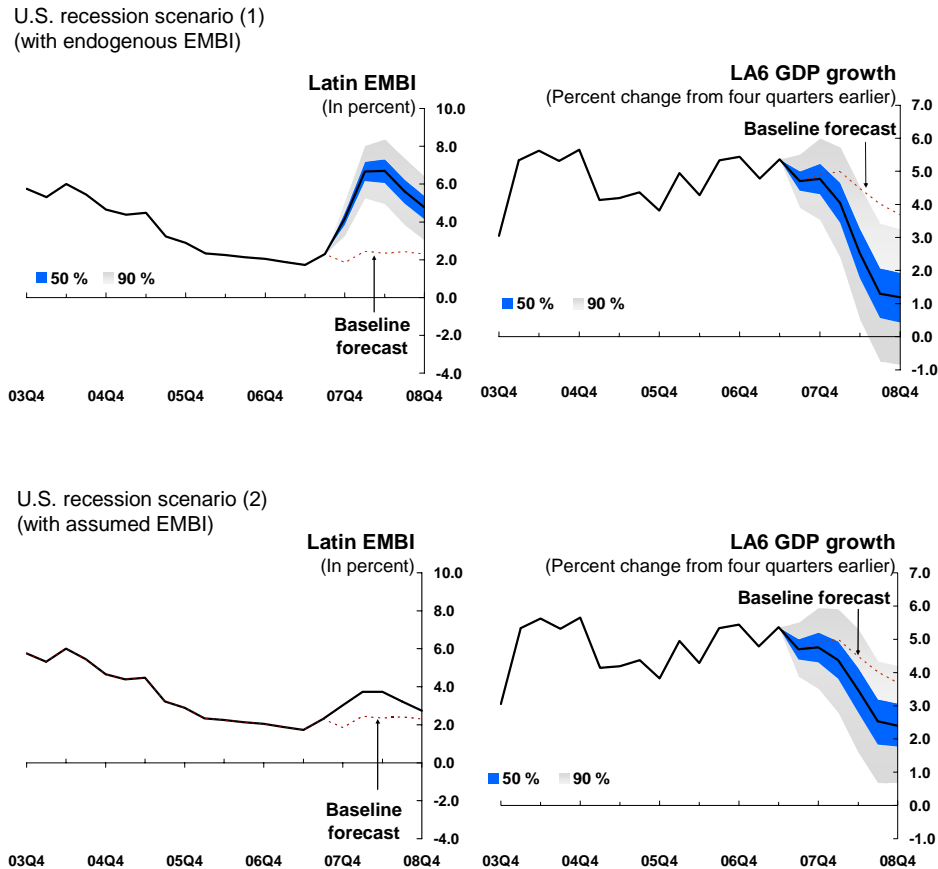 U.S. recession scenario (1)
(with endogenous EMBI)
Latin EMBI
(In percent)
10.0
8.0
6.0
4.0
2.0
0.0
-2.0
-4.0
50 %
90 %
Baseline
forecast
03Q4
04Q4
05Q4
06Q4
07Q4
08Q4
LA6 GDP growth
(Percent change from four quarters earlier)
Baseline forecast
7.0
6.0
5.0
4.0
3.0
2.0
1.0
0.0
-1.0
50 %
90 %
03Q4
04Q4
05Q4
06Q4
07Q4
08Q4
U.S. recession scenario (2)
(with assumed EMBI)
Latin EMBI
(In percent)
10.0
8.0
6.0
4.0
2.0
0.0
-2.0
-4.0
Baseline
forecast
03Q4
04Q4
05Q4
06Q4
07Q4
08Q4
LA6 GDP growth
(Percent change from four quarters earlier)
Baseline forecast
7.0
6.0
5.0
4.0
3.0
2.0
1.0
0.0
-1.0
50 %
90 %
03Q4
04Q4
05Q4
06Q4
07Q4
08Q4